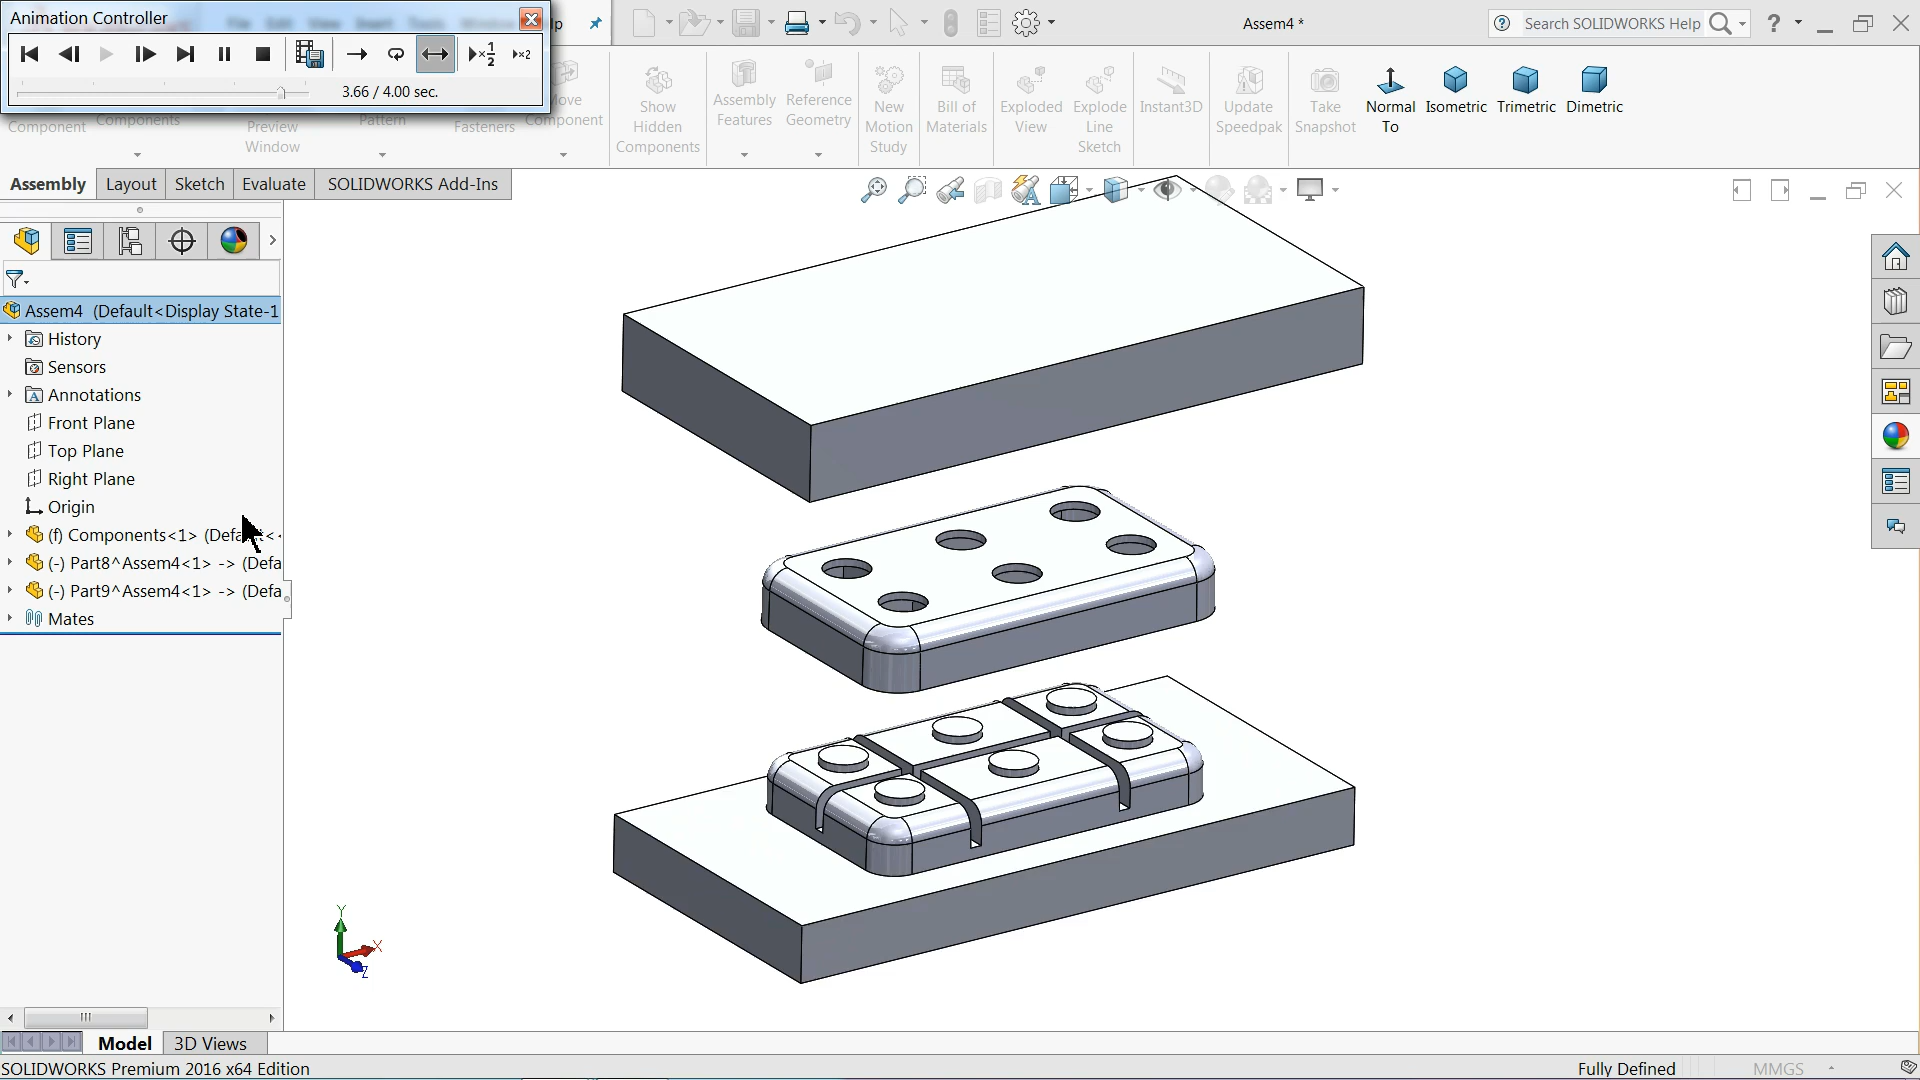 Animation Controller
3.66 / 4.00 sec.
Assem4 *
Search SOLIDWORKS Help
Component
Components
Preview Window
Pattern
Fasteners
Move Component
Show Hidden Components
Assembly Features
Reference Geometry
New Motion Study
Bill of Materials
Exploded View
Explode Line Sketch
Instant3D
Update Speedpak
Take Snapshot
Normal To
Isometric
Trimetric
Dimetric
Assembly
Layout
Sketch
Evaluate
SOLIDWORKS Add-Ins
Assem4 (Default<Display State-1
History
Sensors
Annotations
Front Plane
Top Plane
Right Plane
Origin
(f) Components<1> (Default<
(-) Part8^Assem4<1> -> (Defa
(-) Part9^Assem4<1> -> (Defa
Mates
Y
X
Z
Model
3D Views
SOLIDWORKS Premium 2016 x64 Edition
Fully Defined
MMGS